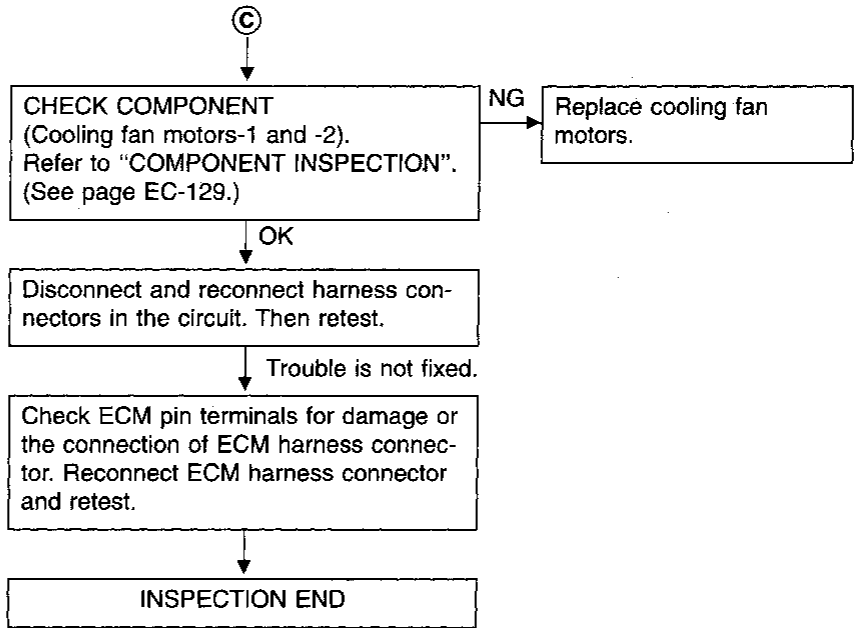 C
CHECK COMPONENT
(Cooling fan motors-1 and -2).
Refer to “COMPONENT INSPECTION”.
(See page EC-129.)
NG
Replace cooling fan
motors.
OK
Disconnect and reconnect harness con-
nectors in the circuit. Then retest.
Trouble is not fixed.
Check ECM pin terminals for damage or
the connection of ECM harness connec-
tor. Reconnect ECM harness connector
and retest.
INSPECTION END